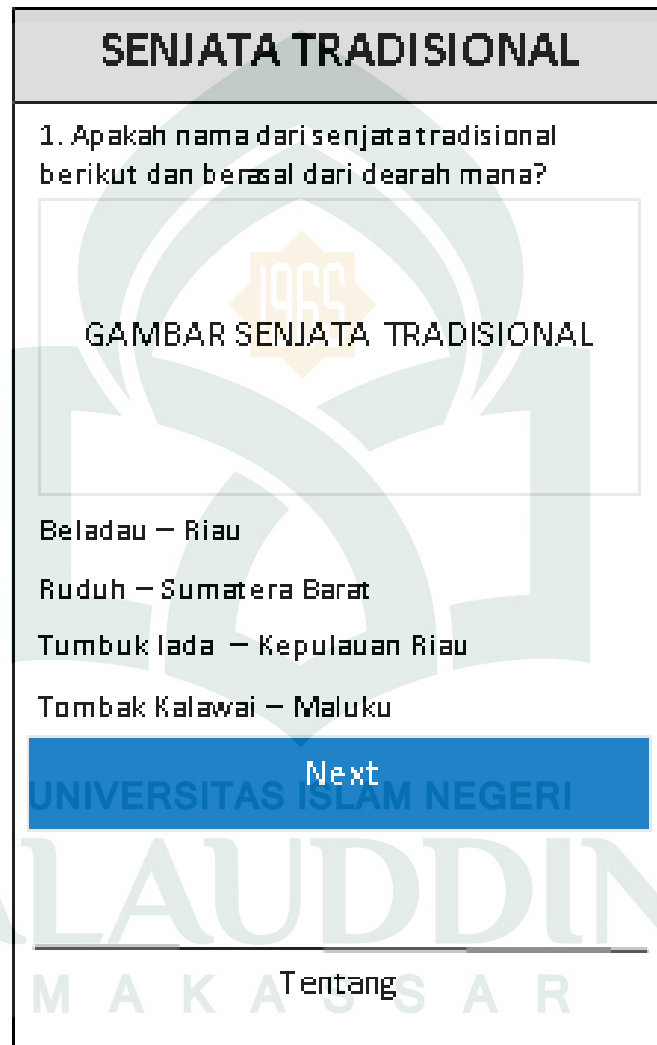 SENJATA TRADISIONAL
1. Apakah nama dari senjata tradisional
berikut dan berasal dari dearah mana?
1965
GAMBAR SENJATA TRADISIONAL
Beladau – Riau
Ruduh – Sumatera Barat
Tumbuk lada – Kepulauan Riau
Tombak Kalawai – Maluku
Next
UNIVERSITAS ISLAM NEGERI
ALAUDDIN
Tentang
MAKASSAR